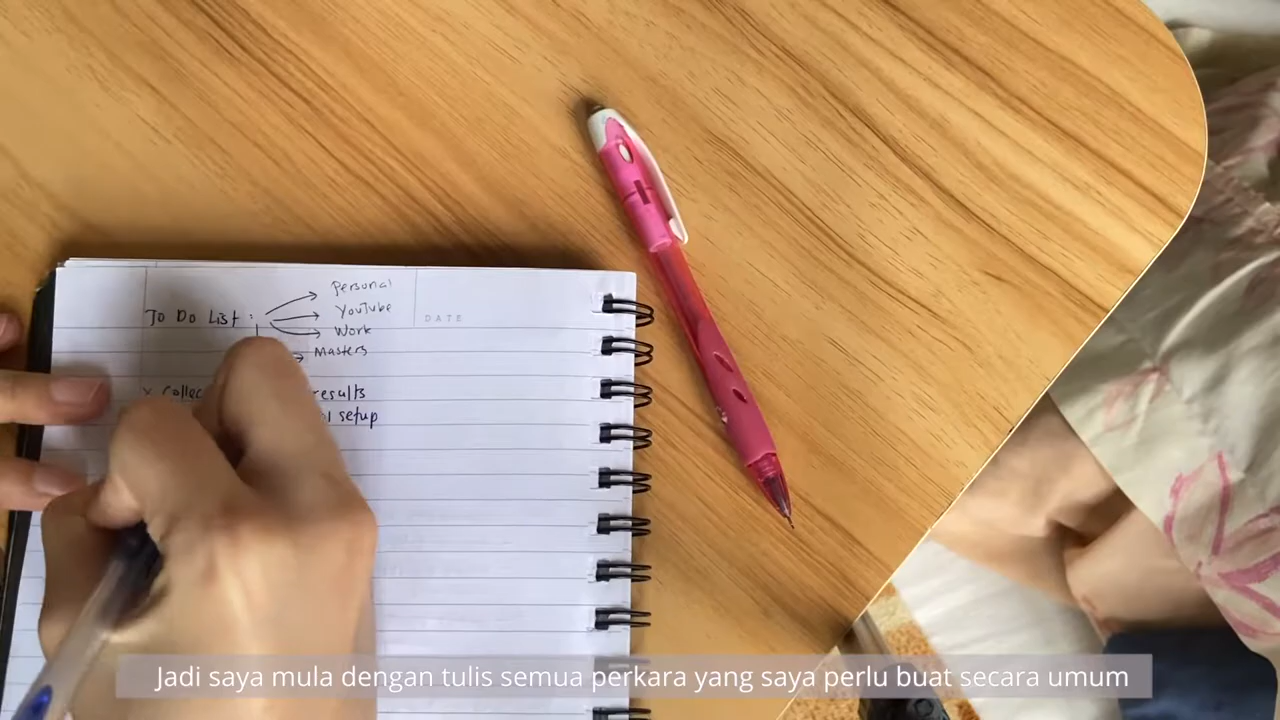 Personal
To Do List : YouTube
DATE
Work
Masters
x collec results
setup
Jadi saya mula dengan tulis semua perkara yang saya perlu buat secara umum